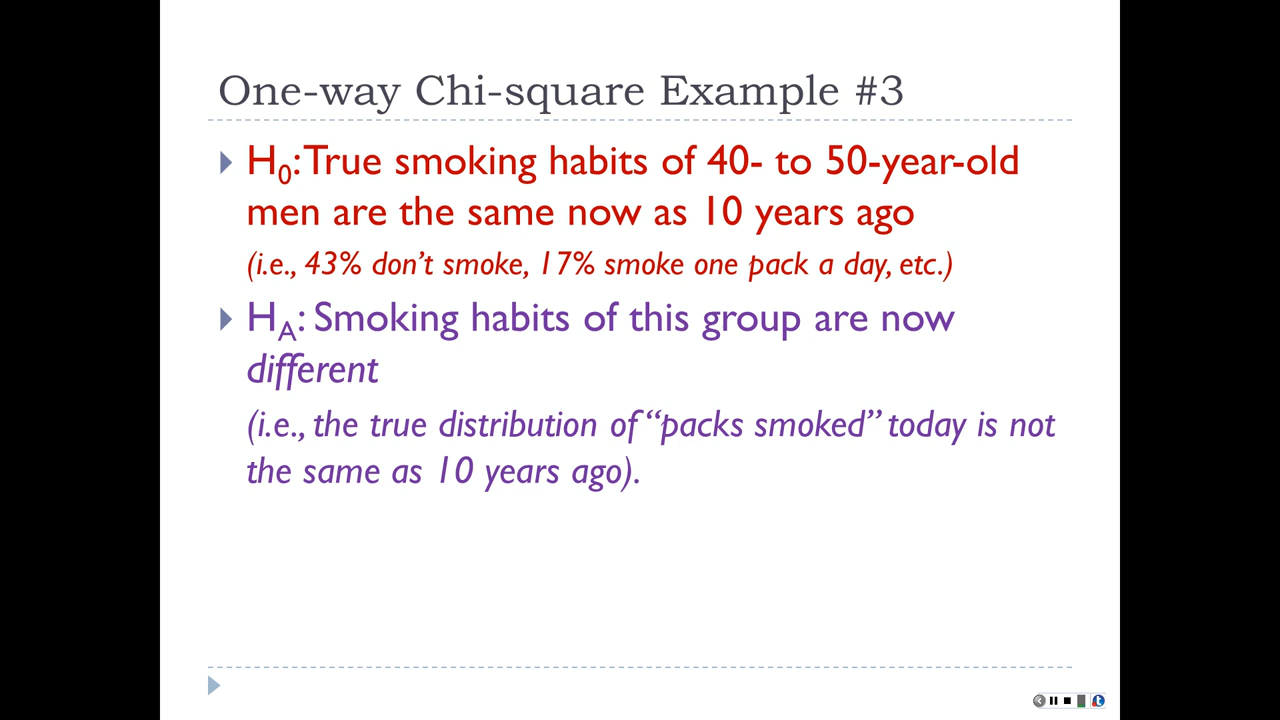 One-way Chi-square Example #3
H0: True smoking habits of 40- to 50-year-old
men are the same now as 10 years ago
(i.e., 43% don't smoke, 17% smoke one pack a day, etc.)
HA: Smoking habits of this group are now
different
(i.e., the true distribution of “packs smoked” today is not
the same as 10 years ago).
t